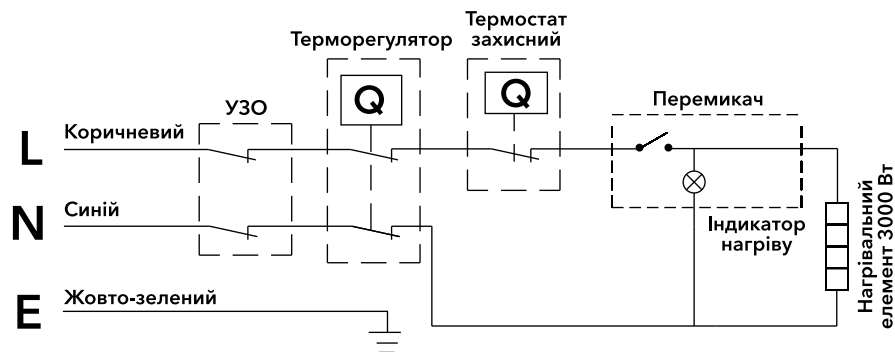 Терморегулятор
Термостат
захисний
Q
Q
УЗО
Перемикач
L
Коричневий
N
Синій
Індикатор
нагріву
Нагрівальний
елемент 3000 Вт
E
Жовто-зелений